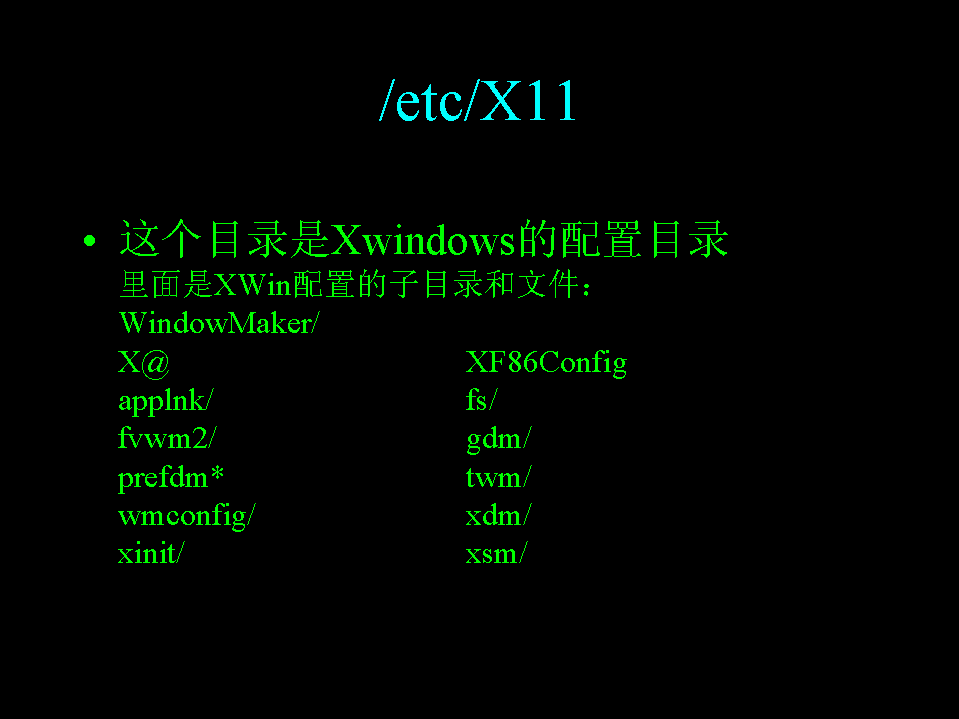 /etc/X11
• 这个目录是Xwindows的配置目录
里面是XWin配置的子目录和文件：
WindowMaker/
X@ XF86Config
applnk/ fs/
fvwm2/ gdm/
prefdm* twm/
wmconfig/ xdm/
xinit/ xsm/